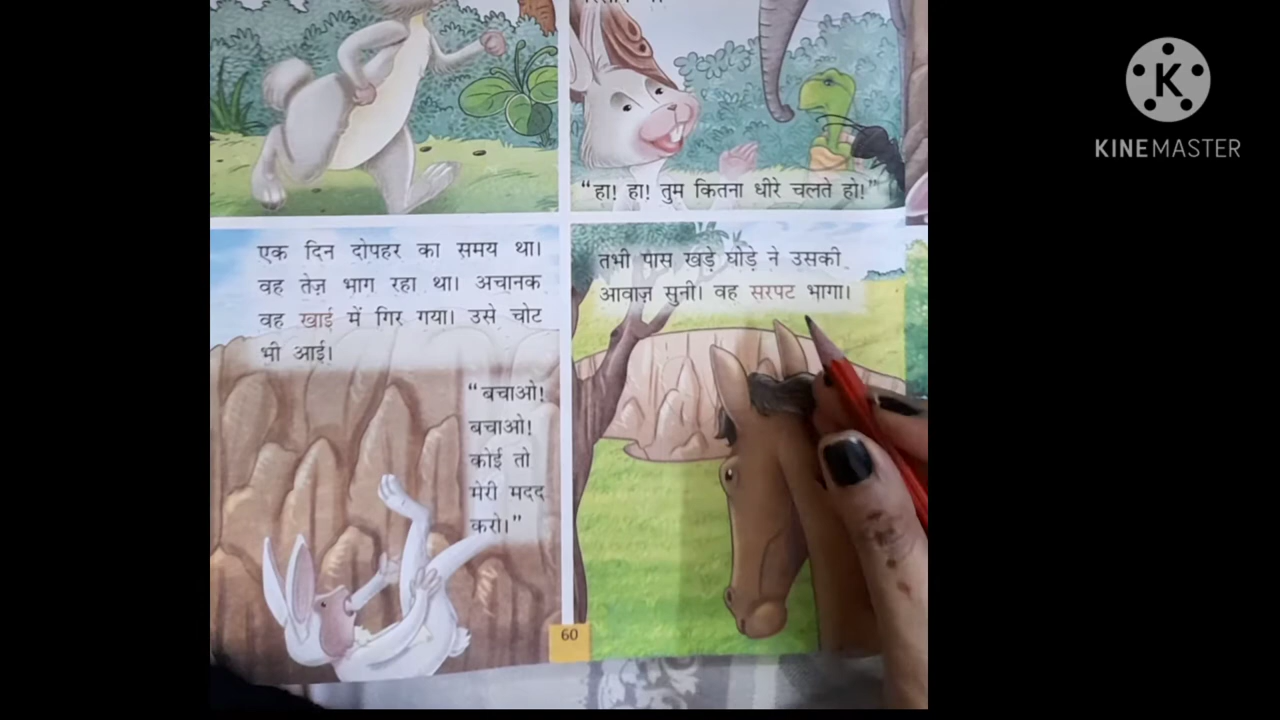 "हा! हा! तुम कितना धीरे चलते हो!"
एक दिन दोपहर का समय था।
वह तेज़ भाग रहा था। अचानक
वह खाई में गिर गया। उसे चोट
भी आई।
"बचाओ!
बचाओ!
कोई तो
मेरी मदद
करो।"
तभी पास खड़े घोड़े ने उसकी
आवाज़ सुनी। वह सरपट भागा।
60
K
KINEMASTER